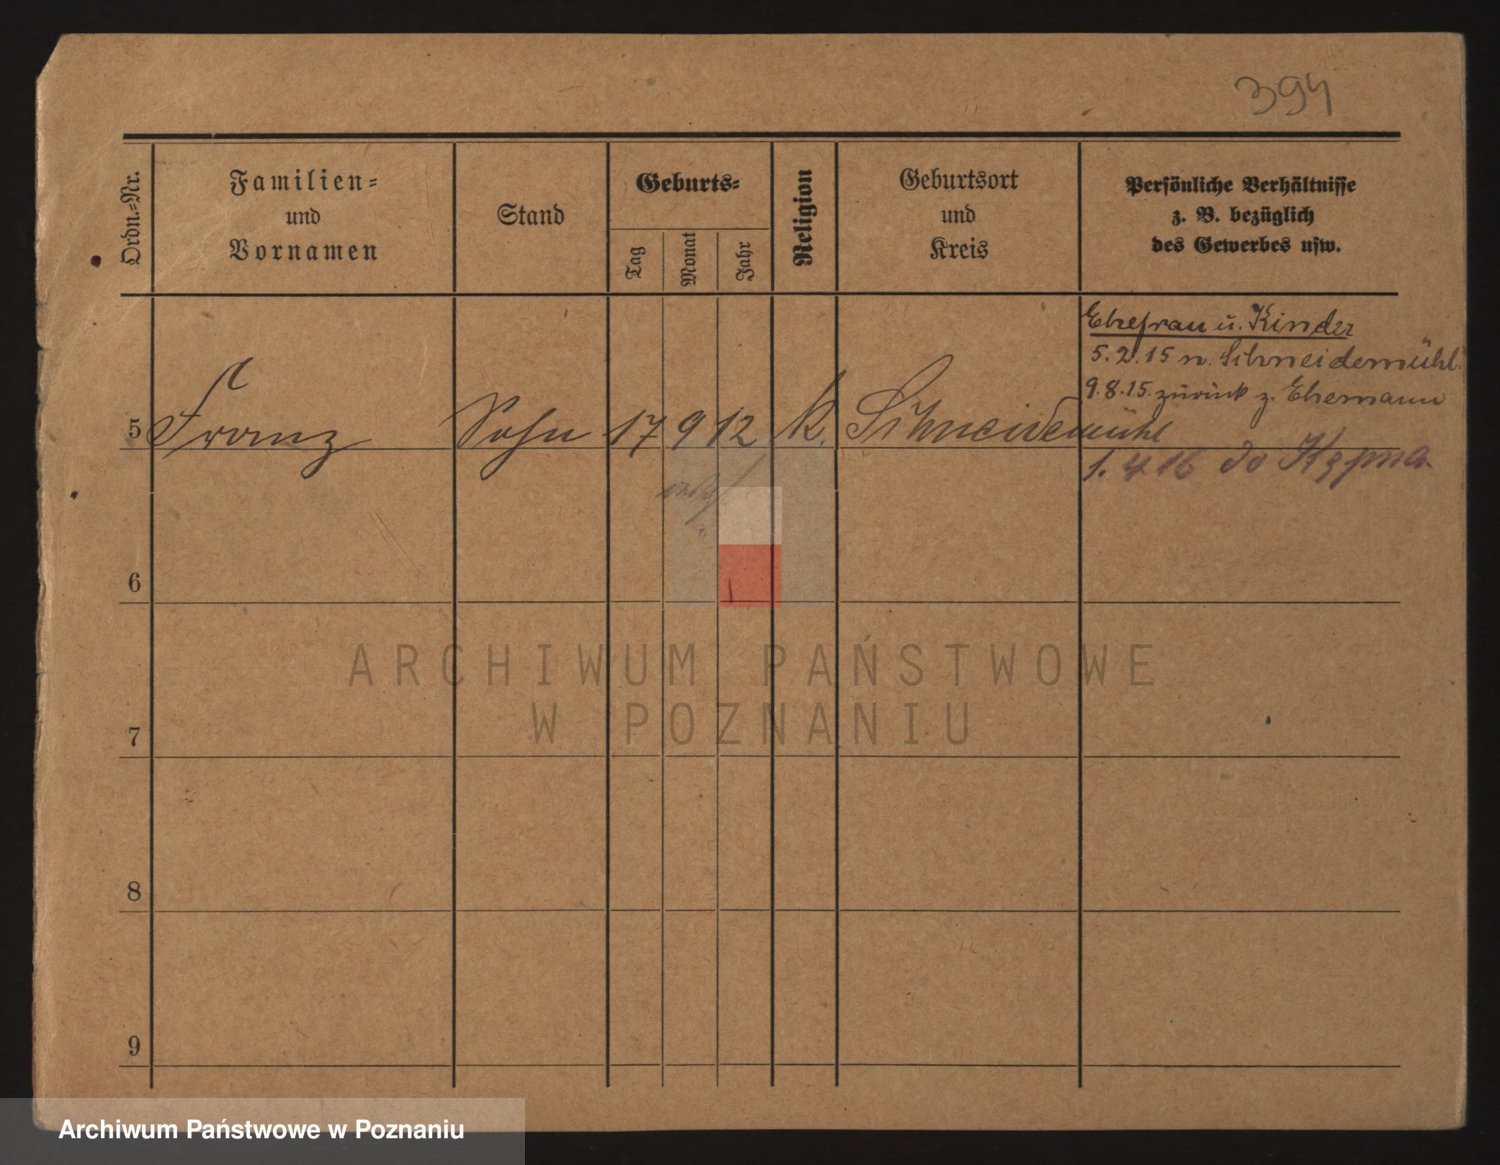 394
Ordn.-Nr.
Familien-
und
Vornamen
Stand
Geburts-
Tag
Monat
Jahr
Religion
Geburtsort
und
Kreis
Persönliche Verhältnisse
z. B. bezüglich
des Gewerbes usw.
Ehefrau u. Kinder
5. 2. 15 n. Schneidemühl
9. 8. 15. zurück z. Ehemann
5 Franz Sohn 17 9 12 k. Schneidemühl
1. 4 16 do
6
ARCHIWUM PAŃSTWOWE
W POZNANIU
7
8
9
Archiwum Państwowe w Poznaniu